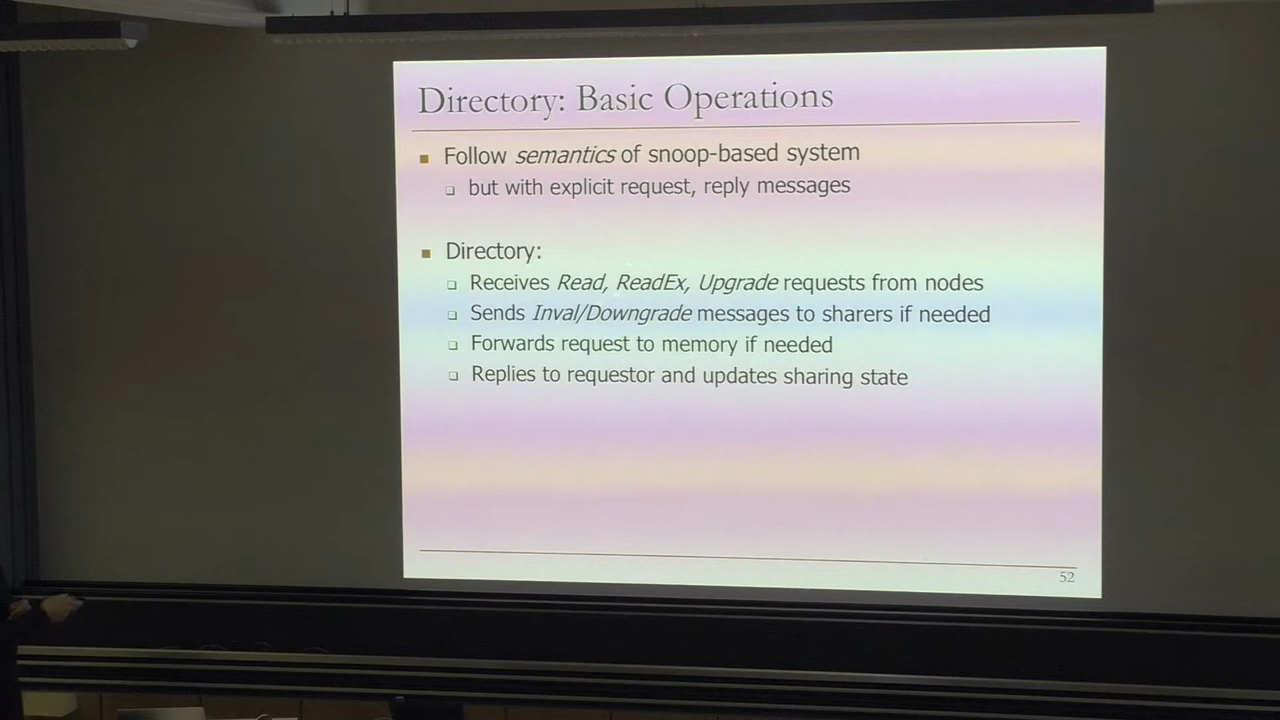 Directory: Basic Operations
Follow semantics of snoop-based system
but with explicit request, reply messages
Directory:
Receives Read, ReadEx, Upgrade requests from nodes
Sends Inval/Downgrade messages to sharers if needed
Forwards request to memory if needed
Replies to requestor and updates sharing state
52